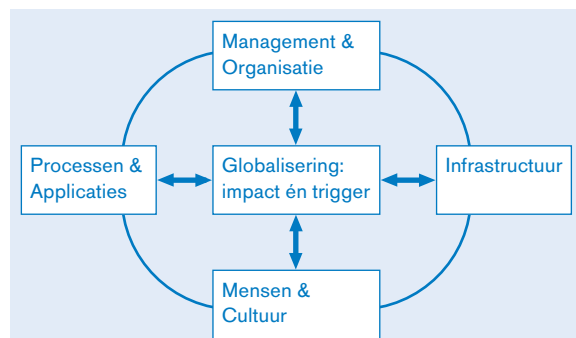 Management &
Organisatie
Processen &
Applicaties
Globalisering:
impact én trigger
Infrastructuur
Mensen &
Cultuur